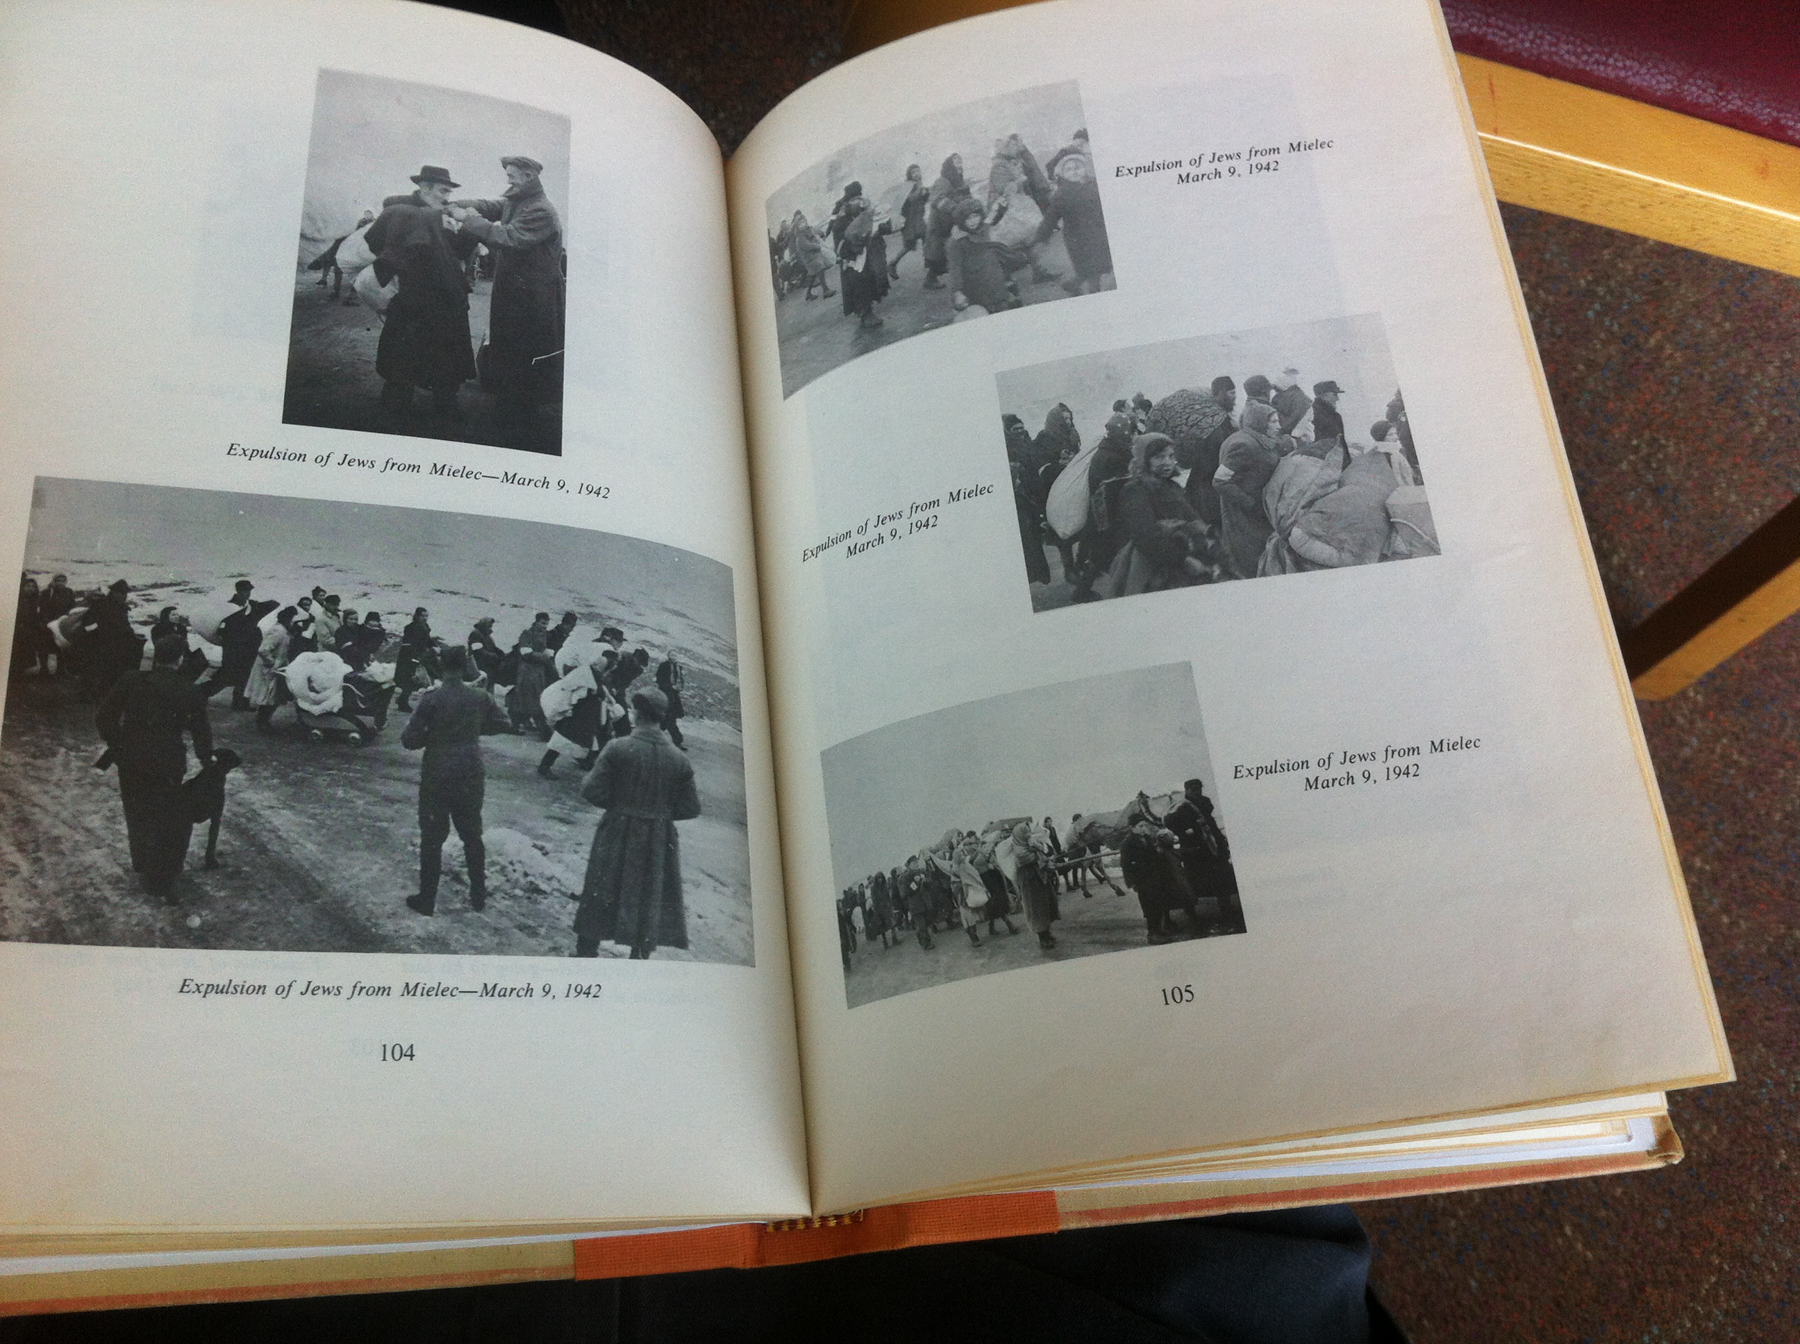 Expulsion of Jews from Mielec—March 9, 1942
Expulsion of Jews from Mielec—March 9, 1942
104
Expulsion of Jews from Mielec
March 9, 1942
Expulsion of Jews from Mielec
March 9, 1942
Expulsion of Jews from Mielec
March 9, 1942
105